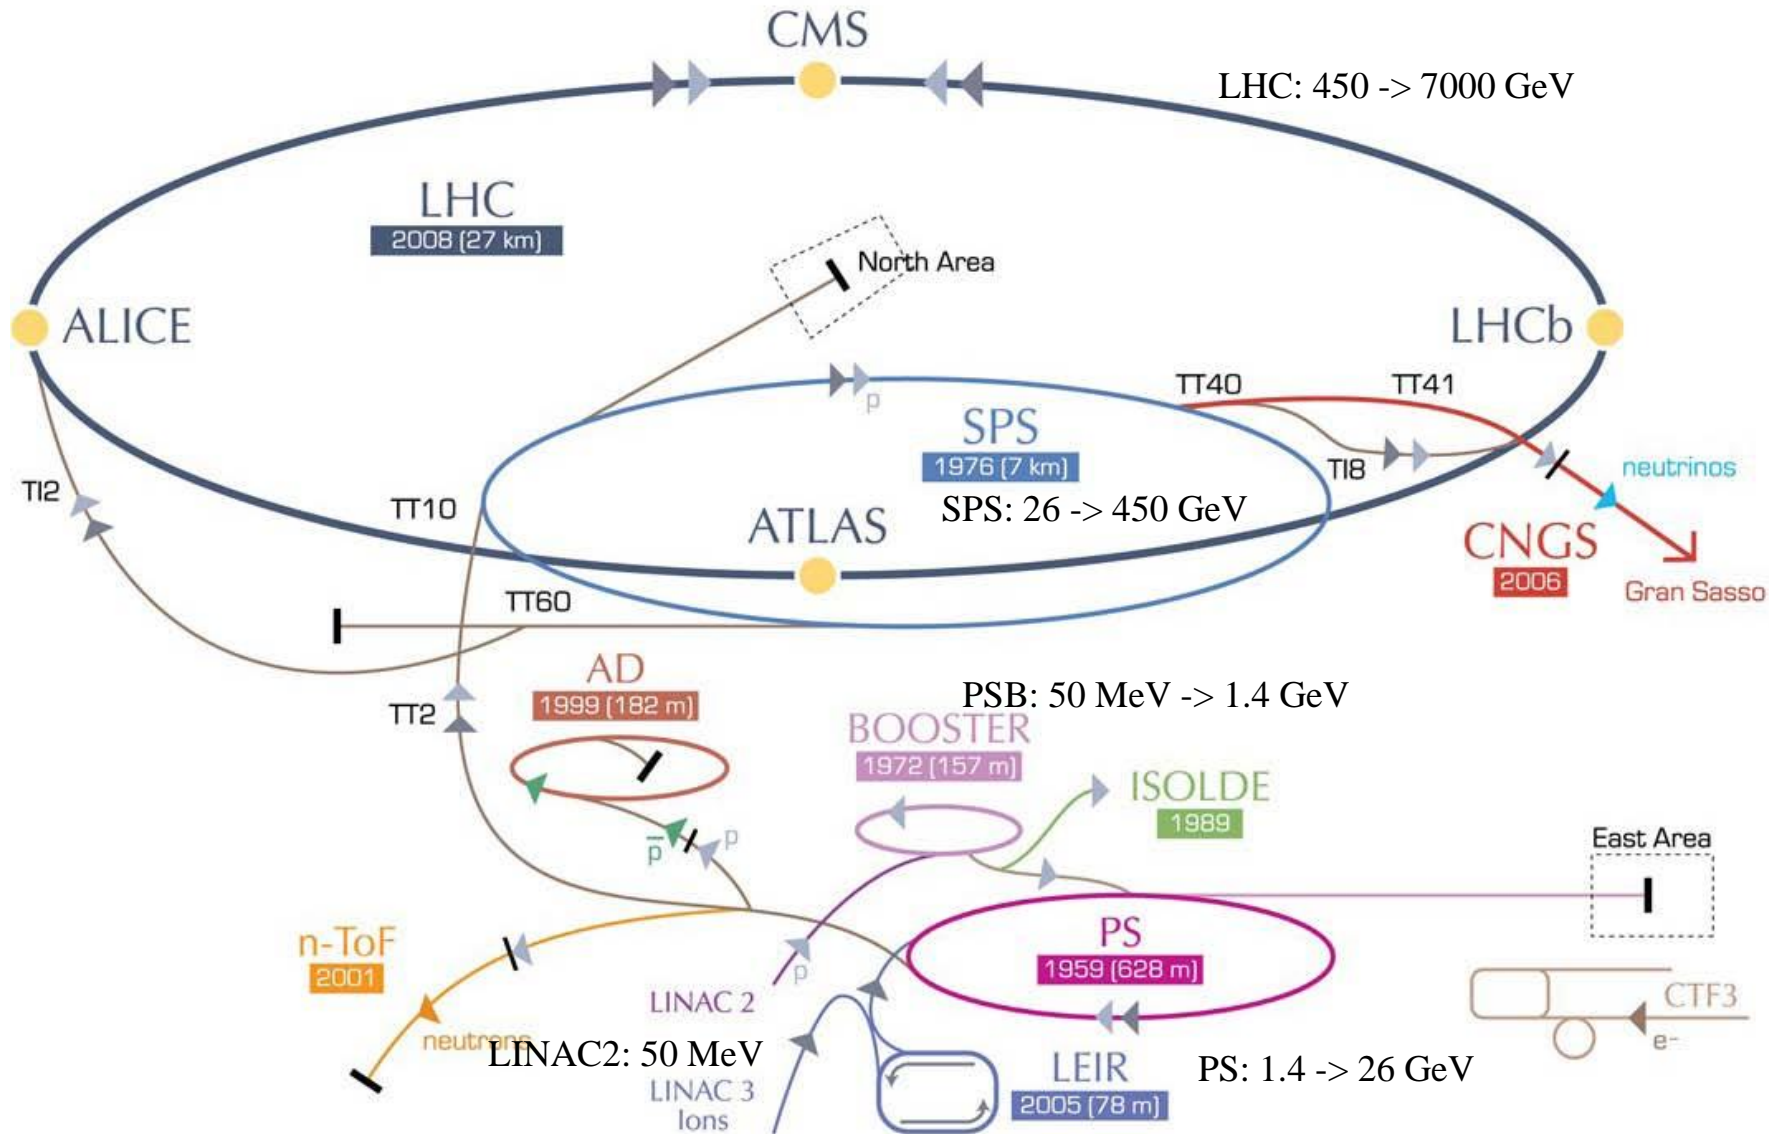 CMS
LHC: 450 -> 7000 GeV
LHC
2008 (27 km)
North Area
ALICE
LHCb
TT40
TT41
p
SPS
1976 (7 km)
TI8
neutrinos
TI2
TT10
SPS: 26 -> 450 GeV
ATLAS
CNGS
2006
Gran Sasso
TT60
AD
1999 (182 m)
PSB: 50 MeV -> 1.4 GeV
TT2
BOOSTER
1972 (157 m)
ISOLDE
1989
East Area
p̅
p
n-ToF
2001
PS
1959 (628 m)
p
LINAC 2
CTF3
neutrons
e-
LINAC2: 50 MeV
LEIR
2005 (78 m)
PS: 1.4 -> 26 GeV
LINAC 3
Ions